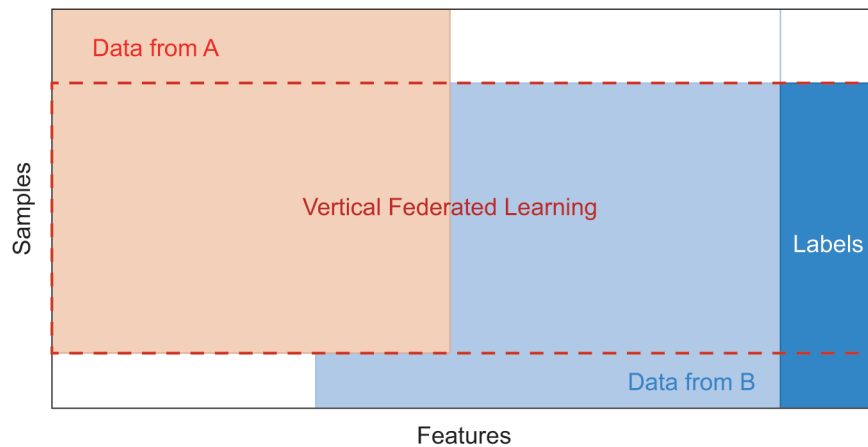 Data from A
Samples
Vertical Federated Learning
Labels
Data from B
Features